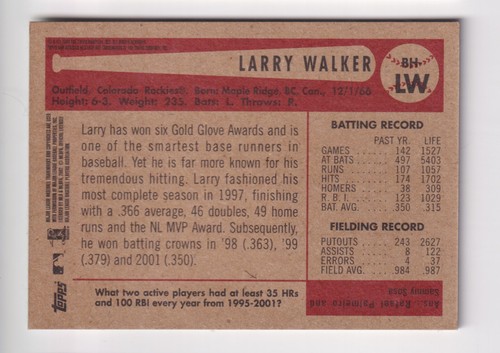 LARRY WALKER
BH-
LW
Outfield. Colorado Rockies®. Born: Maple Ridge, BC, Can., 12/1/66
Height: 6-3. Weight: 235. Bats: L. Throws: R.
Larry has won six Gold Glove Awards and is
one of the smartest base runners in
baseball. Yet he is far more known for his
tremendous hitting. Larry fashioned his
most complete season in 1997, finishing
with a .366 average, 46 doubles, 49 home
runs and the NL MVP Award. Subsequently,
he won batting crowns in '98 (.363), '99
(.379) and 2001 (.350).
BATTING RECORD
PAST YR. LIFE
GAMES 142 1527
AT BATS 497 5403
RUNS 107 1057
HITS 174 1702
HOMERS 38 309
R. B. I. 123 1029
BAT. AVG. .350 .315
FIELDING RECORD
PUTOUTS 243 2627
ASSISTS 8 122
ERRORS 4 37
FIELD AVG. .984 .987
topps
What two active players had at least 35 HRs
and 100 RBI every year from 1995-2001?
Ans. Rafael Palmeiro and
Sammy Sosa